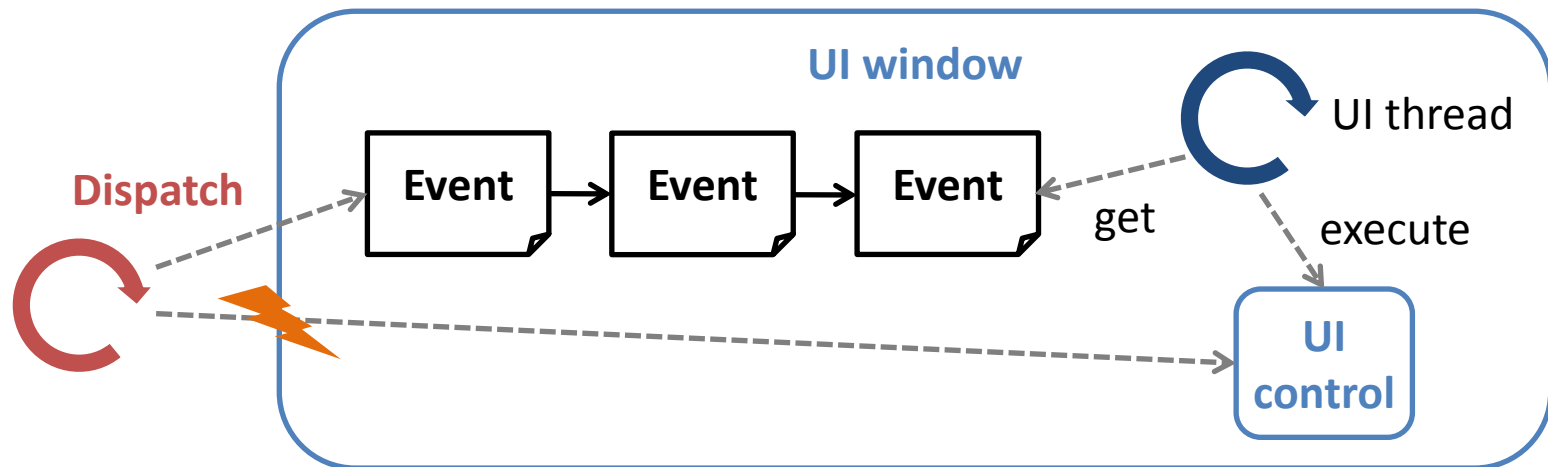 UI window
UI thread
Dispatch
Event
Event
Event
get
execute
UI
control